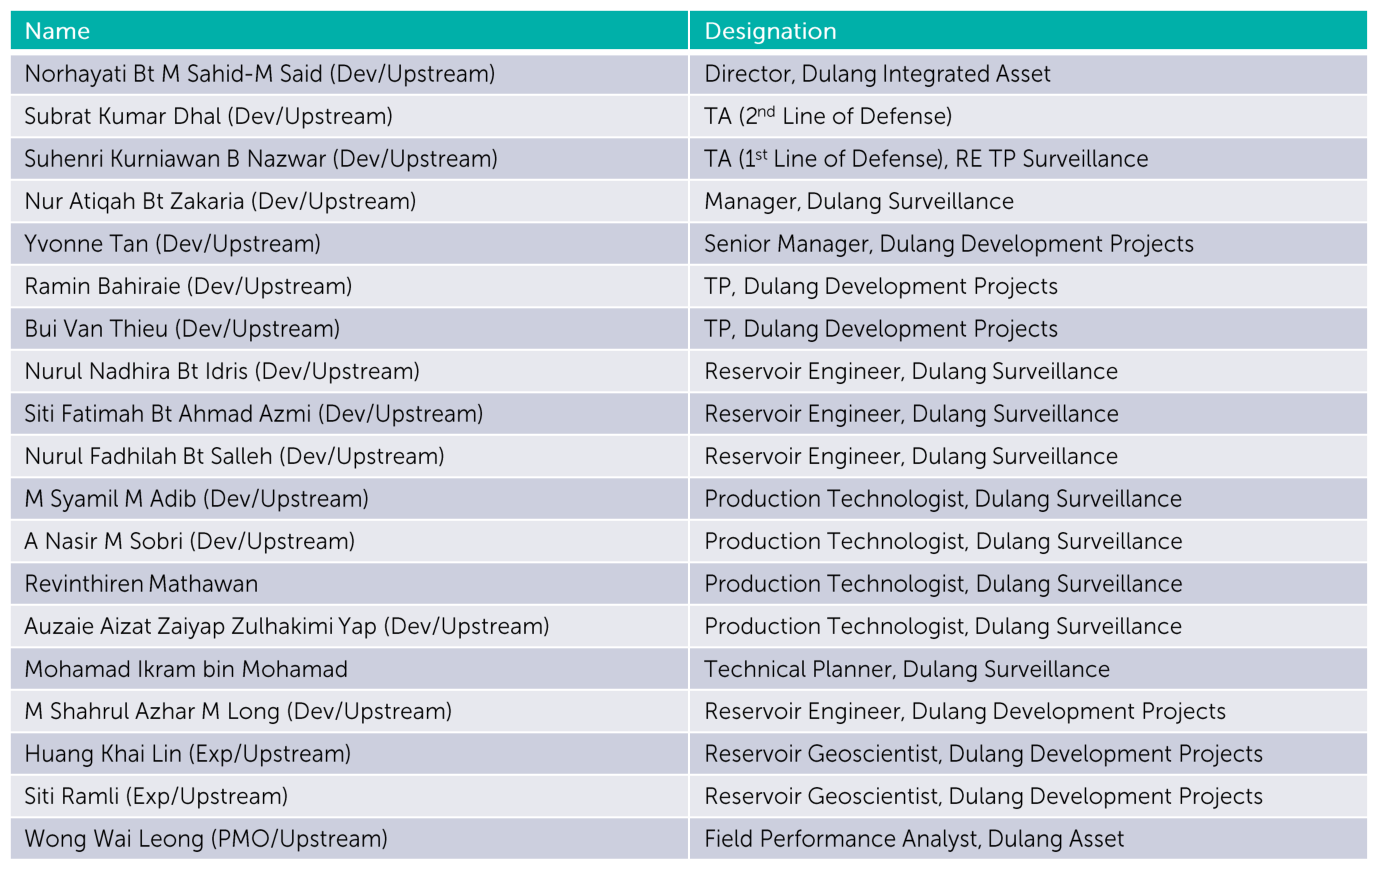 Name Designation
Norhayati Bt M Sahid-M Said (Dev/Upstream) Director, Dulang Integrated Asset
Subrat Kumar Dhal (Dev/Upstream) TA (2nd Line of Defense)
Suhenri Kurniawan B Nazwar (Dev/Upstream) TA (1st Line of Defense), RE TP Surveillance
Nur Atiqah Bt Zakaria (Dev/Upstream) Manager, Dulang Surveillance
Yvonne Tan (Dev/Upstream) Senior Manager, Dulang Development Projects
Ramin Bahiraie (Dev/Upstream) TP, Dulang Development Projects
Bui Van Thieu (Dev/Upstream) TP, Dulang Development Projects
Nurul Nadhira Bt Idris (Dev/Upstream) Reservoir Engineer, Dulang Surveillance
Siti Fatimah Bt Ahmad Azmi (Dev/Upstream) Reservoir Engineer, Dulang Surveillance
Nurul Fadhilah Bt Salleh (Dev/Upstream) Reservoir Engineer, Dulang Surveillance
M Syamil M Adib (Dev/Upstream) Production Technologist, Dulang Surveillance
A Nasir M Sobri (Dev/Upstream) Production Technologist, Dulang Surveillance
Revinthiren Mathawan Production Technologist, Dulang Surveillance
Auzaie Aizat Zaiyap Zulhakimi Yap (Dev/Upstream) Production Technologist, Dulang Surveillance
Mohamad Ikram bin Mohamad Technical Planner, Dulang Surveillance
M Shahrul Azhar M Long (Dev/Upstream) Reservoir Engineer, Dulang Development Projects
Huang Khai Lin (Exp/Upstream) Reservoir Geoscientist, Dulang Development Projects
Siti Ramli (Exp/Upstream) Reservoir Geoscientist, Dulang Development Projects
Wong Wai Leong (PMO/Upstream) Field Performance Analyst, Dulang Asset